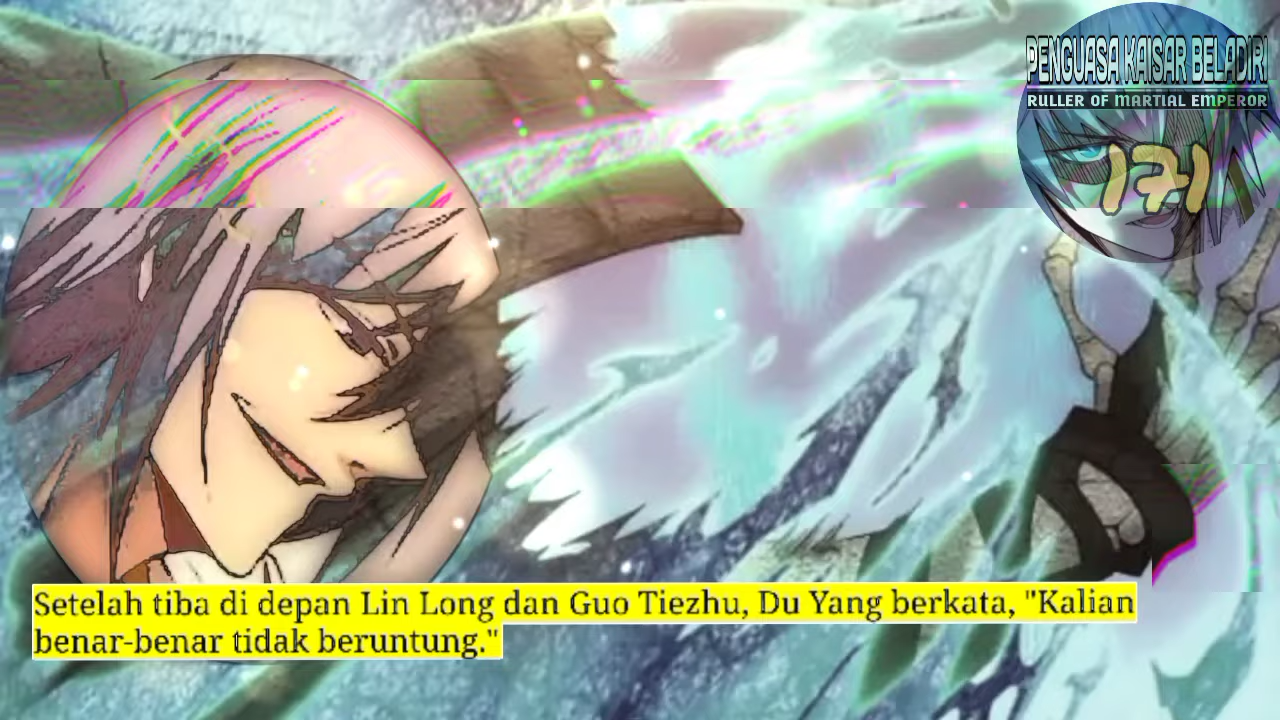 PENGUASA KAISAR BELADIRI
RULLER OF MARTIAL EMPEROR
171
Setelah tiba di depan Lin Long dan Guo Tiezhu, Du Yang berkata, "Kalian
benar-benar tidak beruntung."